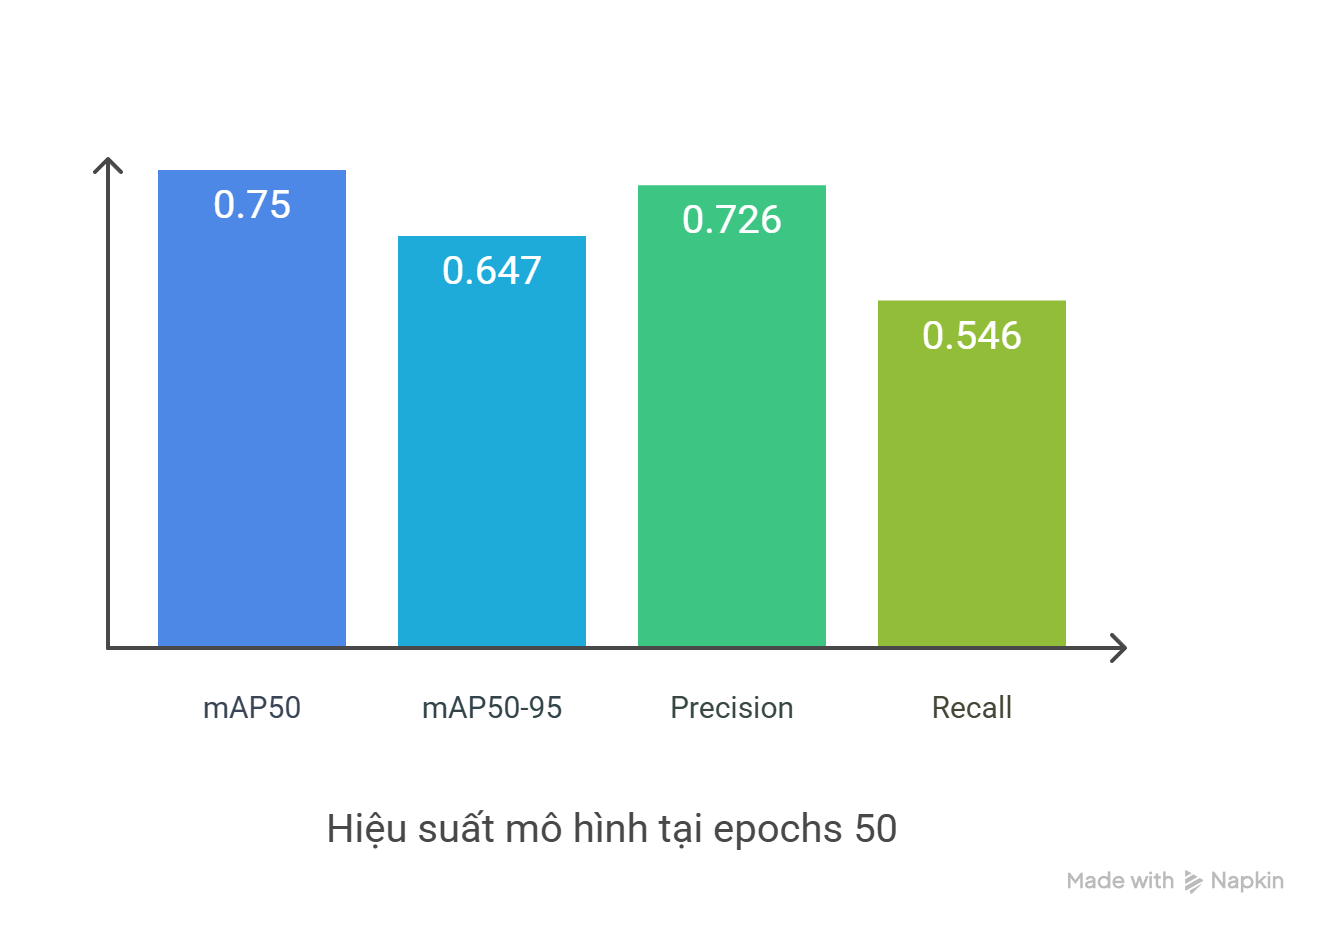 0.75
0.647
0.726
0.546
mAP50
mAP50-95
Precision
Recall
Hiệu suất mô hình tại epochs 50
Made with Napkin